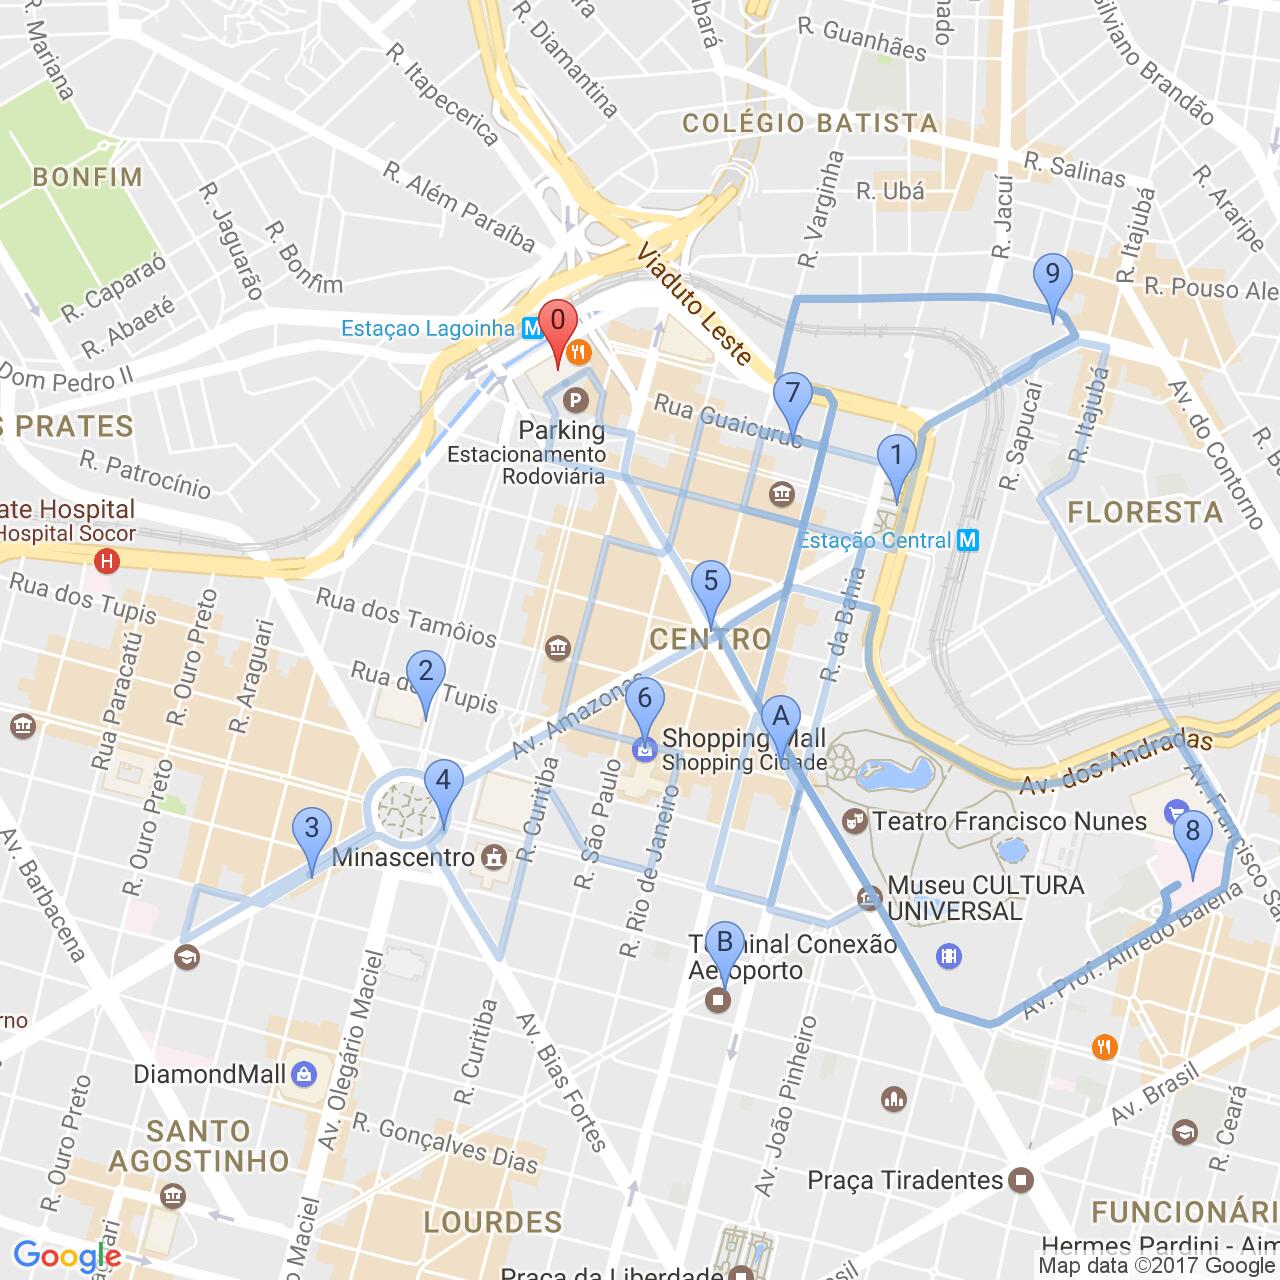 R. Mariana
R. Itapecerica
R. Diamantina
R. Guanhães
Silviano Brandão
COLÉGIO BATISTA
BONFIM
R. Além Paraíba
R. Jaguarão
R. Bonfim
R. Varginha
R. Ubá
R. Jacuí
R. Salinas
R. Itajubá
R. Araripe
R. Caparaó
R. Abaeté
Viaduto Leste
R. Pouso Ale
Estaçao Lagoinha
M
0
9
Dom Pedro II
S PRATES
R. Patrocínio
P
Parking
Estacionamento
Rodoviária
Rua Guaicurus
7
1
R. Sapucaí
R. Itajubá
Av. do Contorno
FLORESTA
ate Hospital
Hospital Socor
H
Estação Central
M
Rua dos Tupis
R. Ouro Preto
R. Araguari
Rua Paracatú
Rua dos Tamôios
5
CENTRO
R. da Bahia
2
Tupis
6
A
Av. Amazonas
Shopping Mall
Shopping Cidade
Av. dos Andradas
4
3
R. Ouro Preto
Minascentro
R. Curitiba
R. São Paulo
R. Rio de Janeiro
Teatro Francisco Nunes
8
Av. Barbacena
Museu CULTURA
UNIVERSAL
B
Conexão
Aeroporto
Av. Prof. Alfredo Balena
rno
Av. Olegário Maciel
R. Curitiba
Av. Bias Fortes
Av. João Pinheiro
DiamondMall
R. Ouro Preto
SANTO
AGOSTINHO
R. Gonçalves Dias
Av. Brasil
R. Ceará
Praça Tiradentes
LOURDES
FUNCIONÁRI
Google
Praça da Liberdade
Hermes Pardini - Aim
Map data ©2017 Google